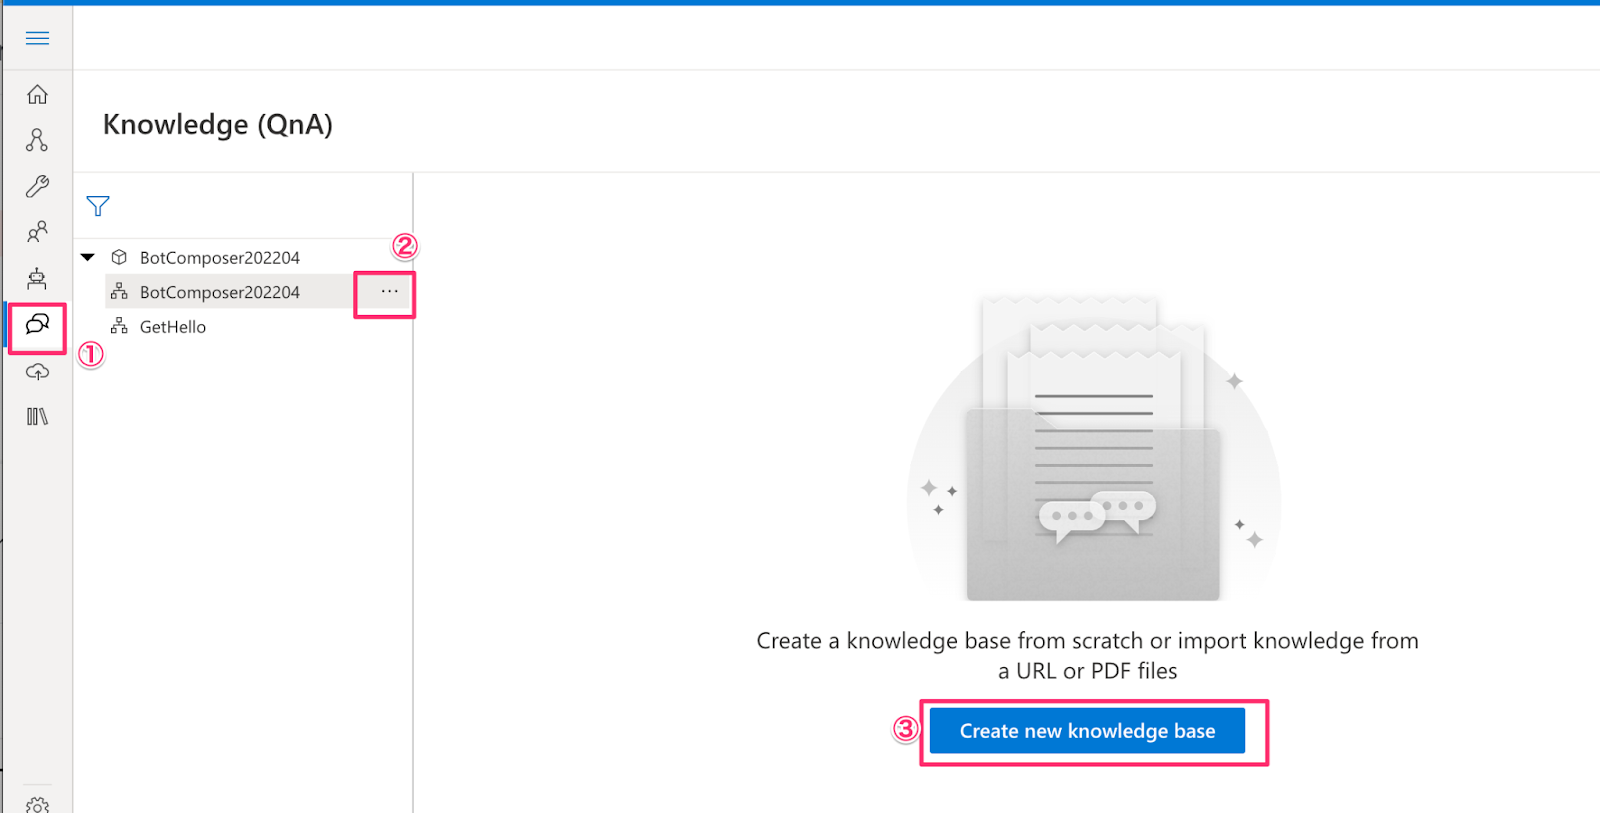 Knowledge (QnA)
BotComposer202204
②
BotComposer202204
...
GetHello
①
Create a knowledge base from scratch or import knowledge from
a URL or PDF files
③
Create new knowledge base